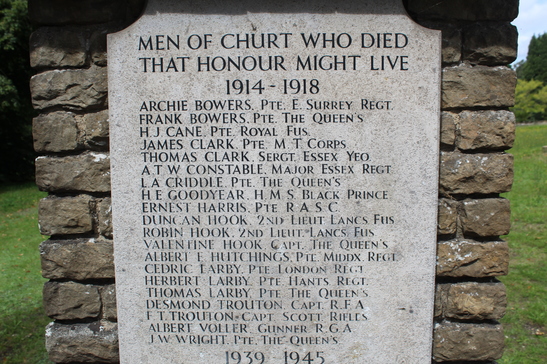 MEN OF CHURT WHO DIED
THAT HONOUR MIGHT LIVE
1914-1918
ARCHIE BOWERS, PTE. E. SURREY REGT.
FRANK BOWERS, PTE. THE QUEEN'S
H.J. CANE, PTE. ROYAL FUS.
JAMES CLARK, PTE. M.T. CORPS.
THOMAS CLARK, SERGT. ESSEX YEO.
A.T.W. CONSTABLE, MAJOR ESSEX REGT.
L.A. CRIDDLE, PTE. THE QUEEN'S
H.E. GOODYEAR, H.M.S. BLACK PRINCE
ERNEST HARRIS, PTE R.A.S.C.
DUNCAN HOOK, 2ND LIEUT LANCS FUS
ROBIN HOOK, 2ND LIEUT. LANCS. FUS
VALENTINE HOOK, CAPT. THE QUEEN'S
ALBERT F. HUTCHINGS, PTE. MIDDX. REGT.
CEDRIC LARBY, PTE LONDON REGT.
HERBERT LARBY, PTE. HANTS REGT.
THOMAS LARBY, PTE. THE QUEEN'S
DESMOND TROUTON, CAPT. R.F.A.
F.T. TROUTON, CAPT. SCOTT RIFLES
ALBERT VOLLER, GUNNER, R.G.A.
J.W. WRIGHT, PTE. THE QUEEN'S
1939-1945